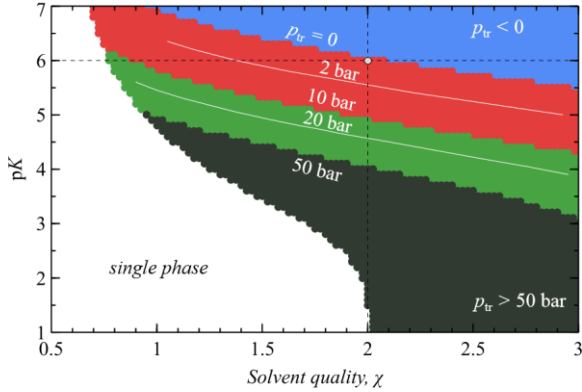 7
6
5
4
3
2
1
pK
p_tr = 0
p_tr < 0
2 bar
10 bar
20 bar
50 bar
single phase
p_tr > 50 bar
0.5
1
1.5
2
2.5
3
Solvent quality, χ